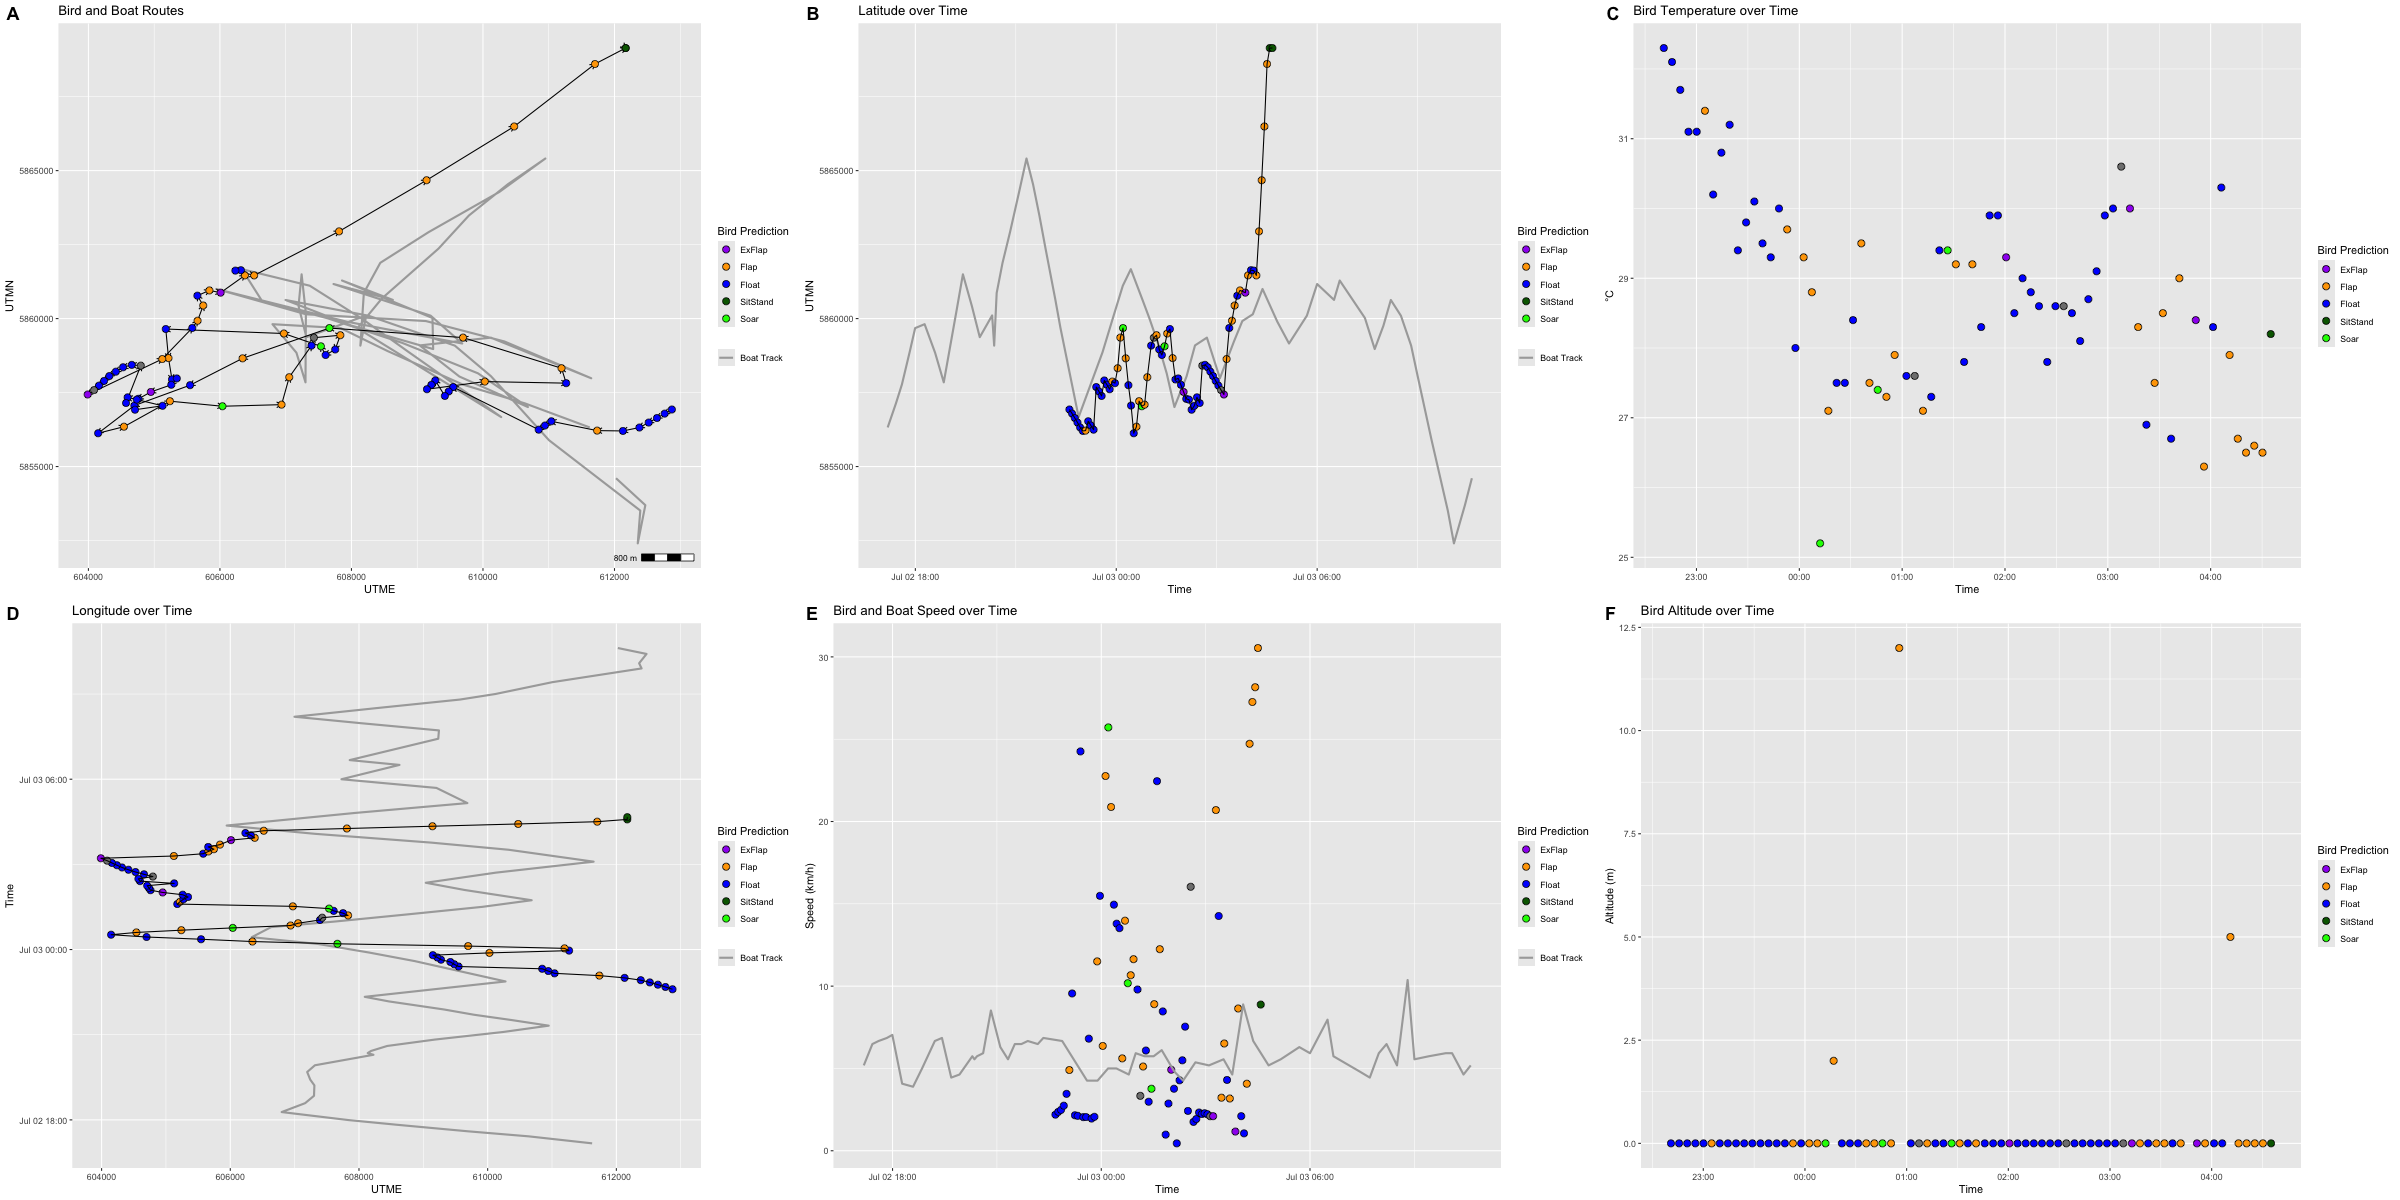 A Bird and Boat Routes
UTMN
5865000
5860000
5855000
604000 606000 608000 610000 612000
UTME
800 m
Bird Prediction
ExFlap
Flap
Float
SitStand
Soar
Boat Track
B Latitude over Time
UTMN
5865000
5860000
5855000
Jul 02 18:00 Jul 03 00:00 Jul 03 06:00
Time
Bird Prediction
ExFlap
Flap
Float
SitStand
Soar
Boat Track
C Bird Temperature over Time
°C
31
29
27
25
23:00 00:00 01:00 02:00 03:00 04:00
Time
Bird Prediction
ExFlap
Flap
Float
SitStand
Soar
D Longitude over Time
Time
Jul 03 06:00
Jul 03 00:00
Jul 02 18:00
604000 606000 608000 610000 612000
UTME
Bird Prediction
ExFlap
Flap
Float
SitStand
Soar
Boat Track
E Bird and Boat Speed over Time
Speed (km/h)
30
20
10
0
Jul 02 18:00 Jul 03 00:00 Jul 03 06:00
Time
Bird Prediction
ExFlap
Flap
Float
SitStand
Soar
Boat Track
F Bird Altitude over Time
Altitude (m)
12.5
10.0
7.5
5.0
2.5
0.0
23:00 00:00 01:00 02:00 03:00 04:00
Time
Bird Prediction
ExFlap
Flap
Float
SitStand
Soar